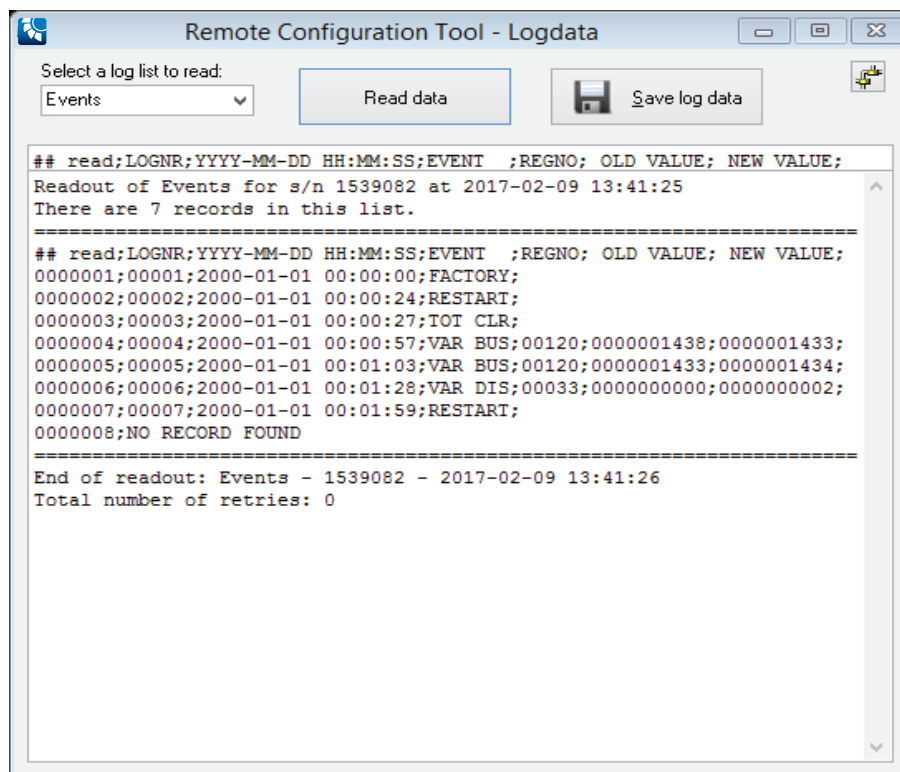 Remote Configuration Tool - Logdata
Select a log list to read:
Events
Read data
Save log data
## read;LOGNR;YYYY-MM-DD HH:MM:SS;EVENT  ;REGNO; OLD VALUE; NEW VALUE;
Readout of Events for s/n 1539082 at 2017-02-09 13:41:25
There are 7 records in this list.
======================================================================
## read;LOGNR;YYYY-MM-DD HH:MM:SS;EVENT  ;REGNO; OLD VALUE; NEW VALUE;
0000001;00001;2000-01-01 00:00:00;FACTORY;
0000002;00002;2000-01-01 00:00:24;RESTART;
0000003;00003;2000-01-01 00:00:27;TOT CLR;
0000004;00004;2000-01-01 00:00:57;VAR BUS;00120;0000001438;0000001433;
0000005;00005;2000-01-01 00:01:03;VAR BUS;00120;0000001433;0000001434;
0000006;00006;2000-01-01 00:01:28;VAR DIS;00033;0000000000;0000000002;
0000007;00007;2000-01-01 00:01:59;RESTART;
0000008;NO RECORD FOUND
======================================================================
End of readout: Events - 1539082 - 2017-02-09 13:41:26
Total number of retries: 0